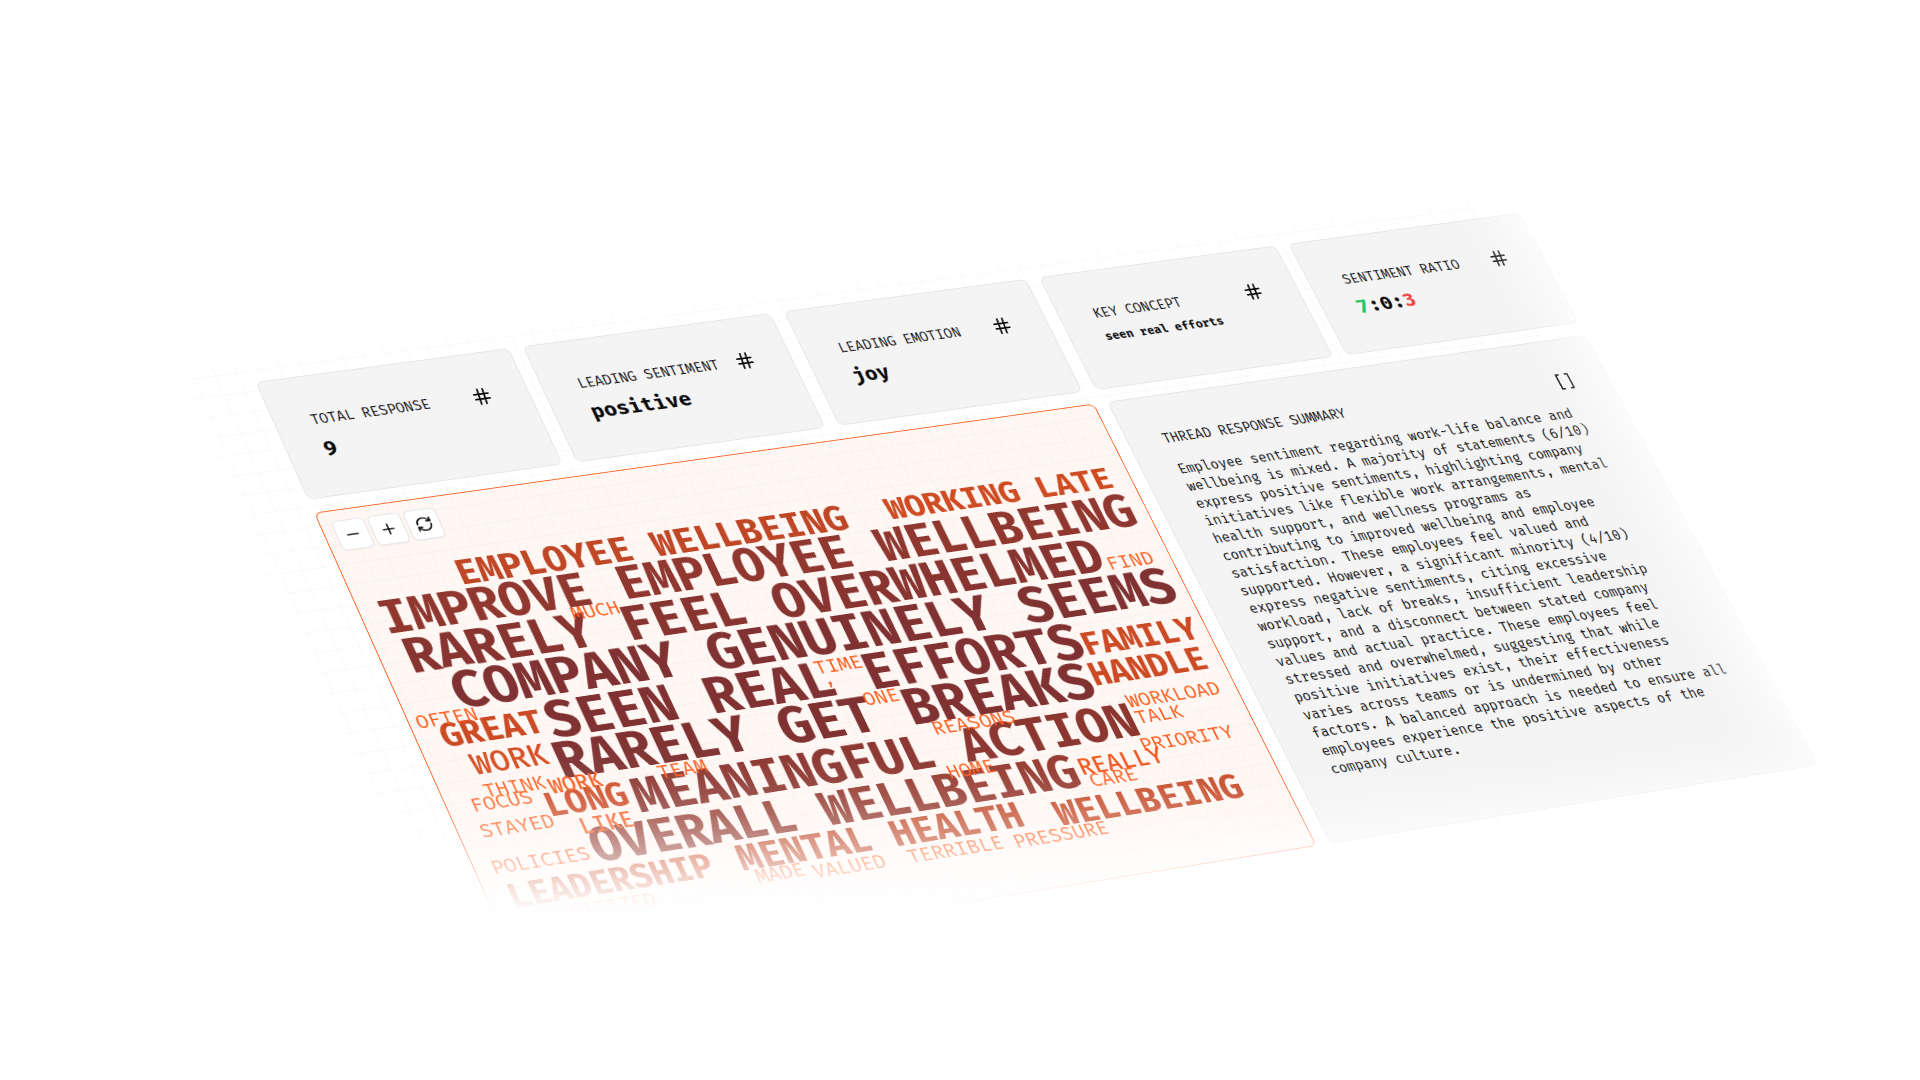 TOTAL RESPONSE
9
LEADING SENTIMENT
positive
LEADING EMOTION
joy
KEY CONCEPT
seen real efforts
SENTIMENT RATIO
7:0:3
EMPLOYEE WELLBEING
WORKING LATE
IMPROVE EMPLOYEE WELLBEING
MUCH
RARELY FEEL OVERWHELMED
FIND
COMPANY GENUINELY SEEMS
TIME
,
OFTEN
GREAT
SEEN REAL EFFORTS
FAMILY
ONE
HANDLE
WORK
RARELY GET BREAKS
REASONS
WORKLOAD
TALK
THINK
WORK
TEAM
MEANINGFUL ACTION
PRIORITY
FOCUS
LONG
HOME
REALLY
CARE
STAYED
LIKE
OVERALL WELLBEING
POLICIES
LEADERSHIP
MENTAL HEALTH WELLBEING
MADE
VALUED
TERRIBLE
PRESSURE
THREAD RESPONSE SUMMARY
[]
Employee sentiment regarding work-life balance and
wellbeing is mixed. A majority of statements (6/10)
express positive sentiments, highlighting company
initiatives like flexible work arrangements, mental
health support, and wellness programs as
contributing to improved wellbeing and employee
satisfaction. These employees feel valued and
supported. However, a significant minority (4/10)
express negative sentiments, citing excessive
workload, lack of breaks, insufficient leadership
support, and a disconnect between stated company
values and actual practice. These employees feel
stressed and overwhelmed, suggesting that while
positive initiatives exist, their effectiveness
varies across teams or is undermined by other
factors. A balanced approach is needed to ensure all
employees experience the positive aspects of the
company culture.